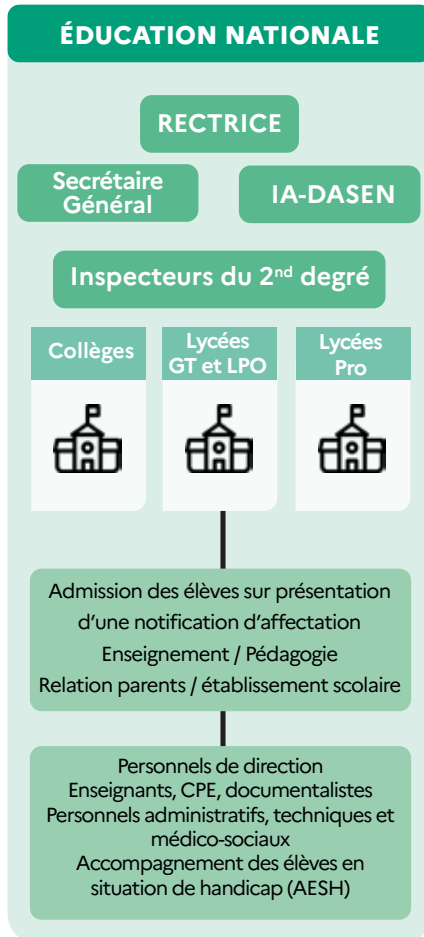 ÉDUCATION NATIONALE
RECTRICE
Secrétaire
Général
IA-DASEN
Inspecteurs du 2nd degré
Collèges
Lycées
GT et LPO
Lycées
Pro
Admission des élèves sur présentation
d'une notification d'affectation
Enseignement / Pédagogie
Relation parents / établissement scolaire
Personnels de direction
Enseignants, CPE, documentalistes
Personnels administratifs, techniques et
médico-sociaux
Accompagnement des élèves en
situation de handicap (AESH)